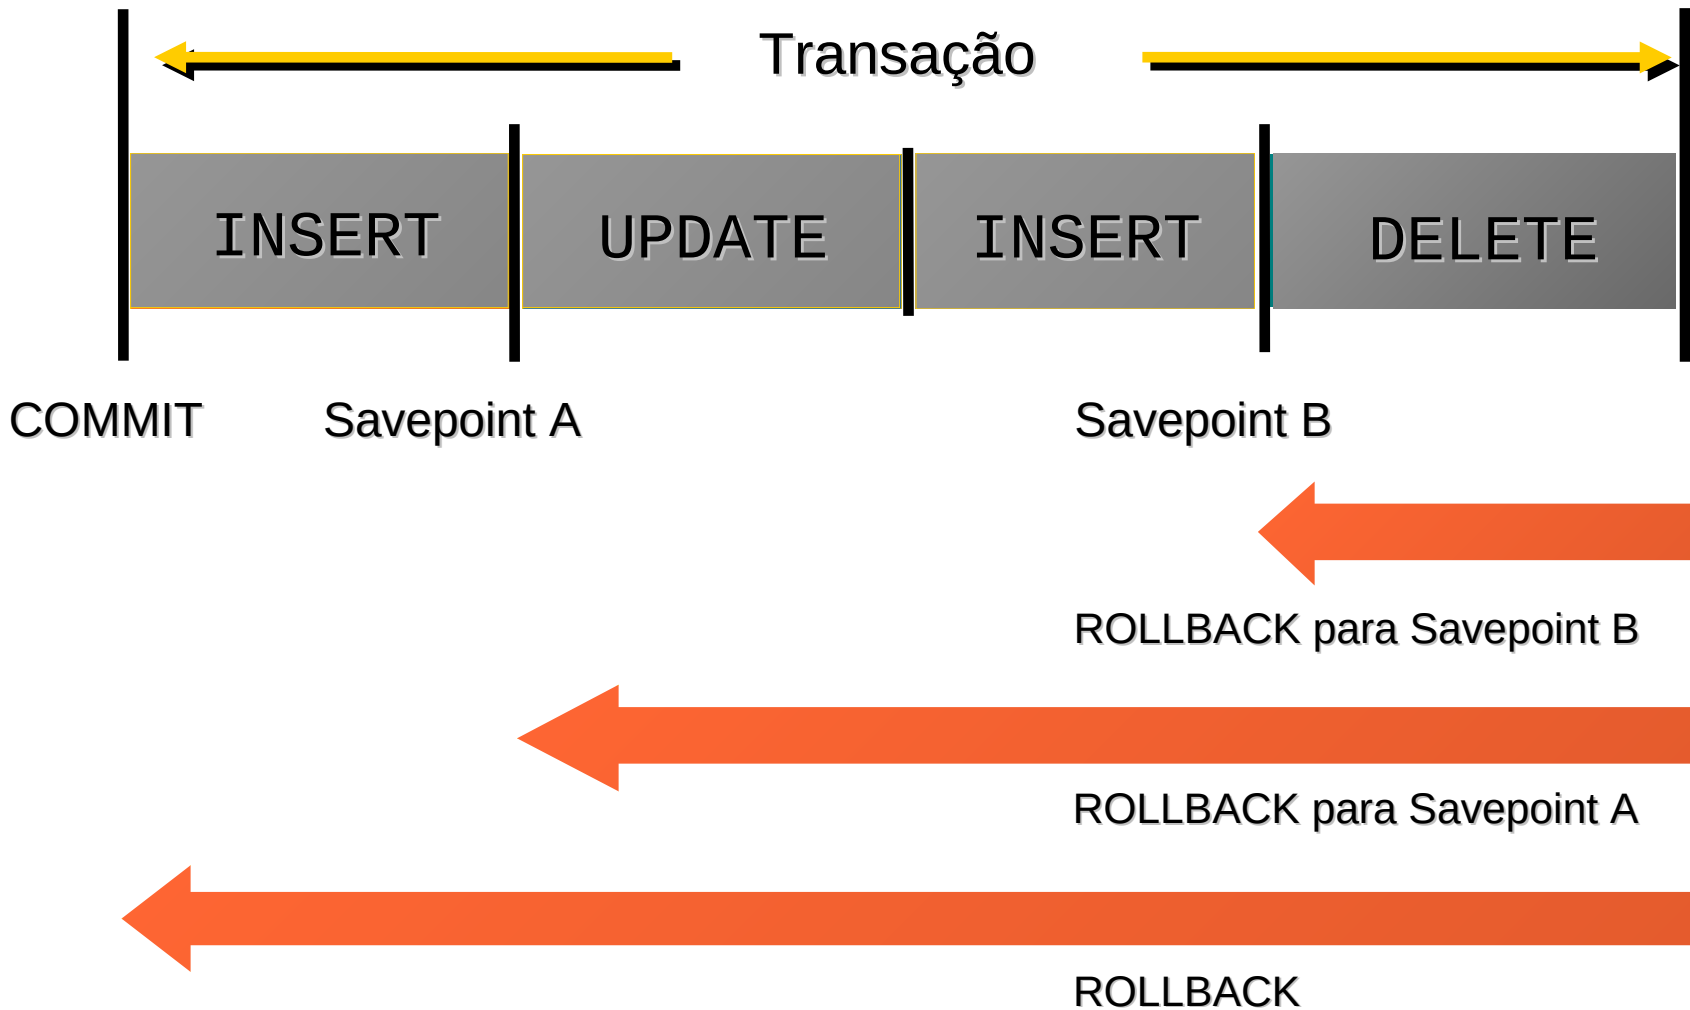 Transação
INSERT UPDATE INSERT DELETE
COMMIT Savepoint A Savepoint B
ROLLBACK para Savepoint B
ROLLBACK para Savepoint A
ROLLBACK